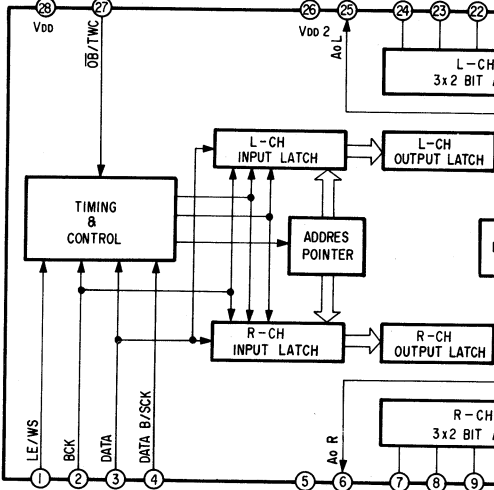 28 27 26 25 24 23 22
VDD
O̅B/TWC
VDD 2
AoL
L-CH
3x2 BIT
L-CH
INPUT LATCH
L-CH
OUTPUT LATCH
TIMING
&
CONTROL
ADDRES
POINTER
R-CH
INPUT LATCH
R-CH
OUTPUT LATCH
R-CH
3x2 BIT
LE/WS
BCK
DATA
DATA B/SCK
AoR
1 2 3 4 5 6 7 8 9